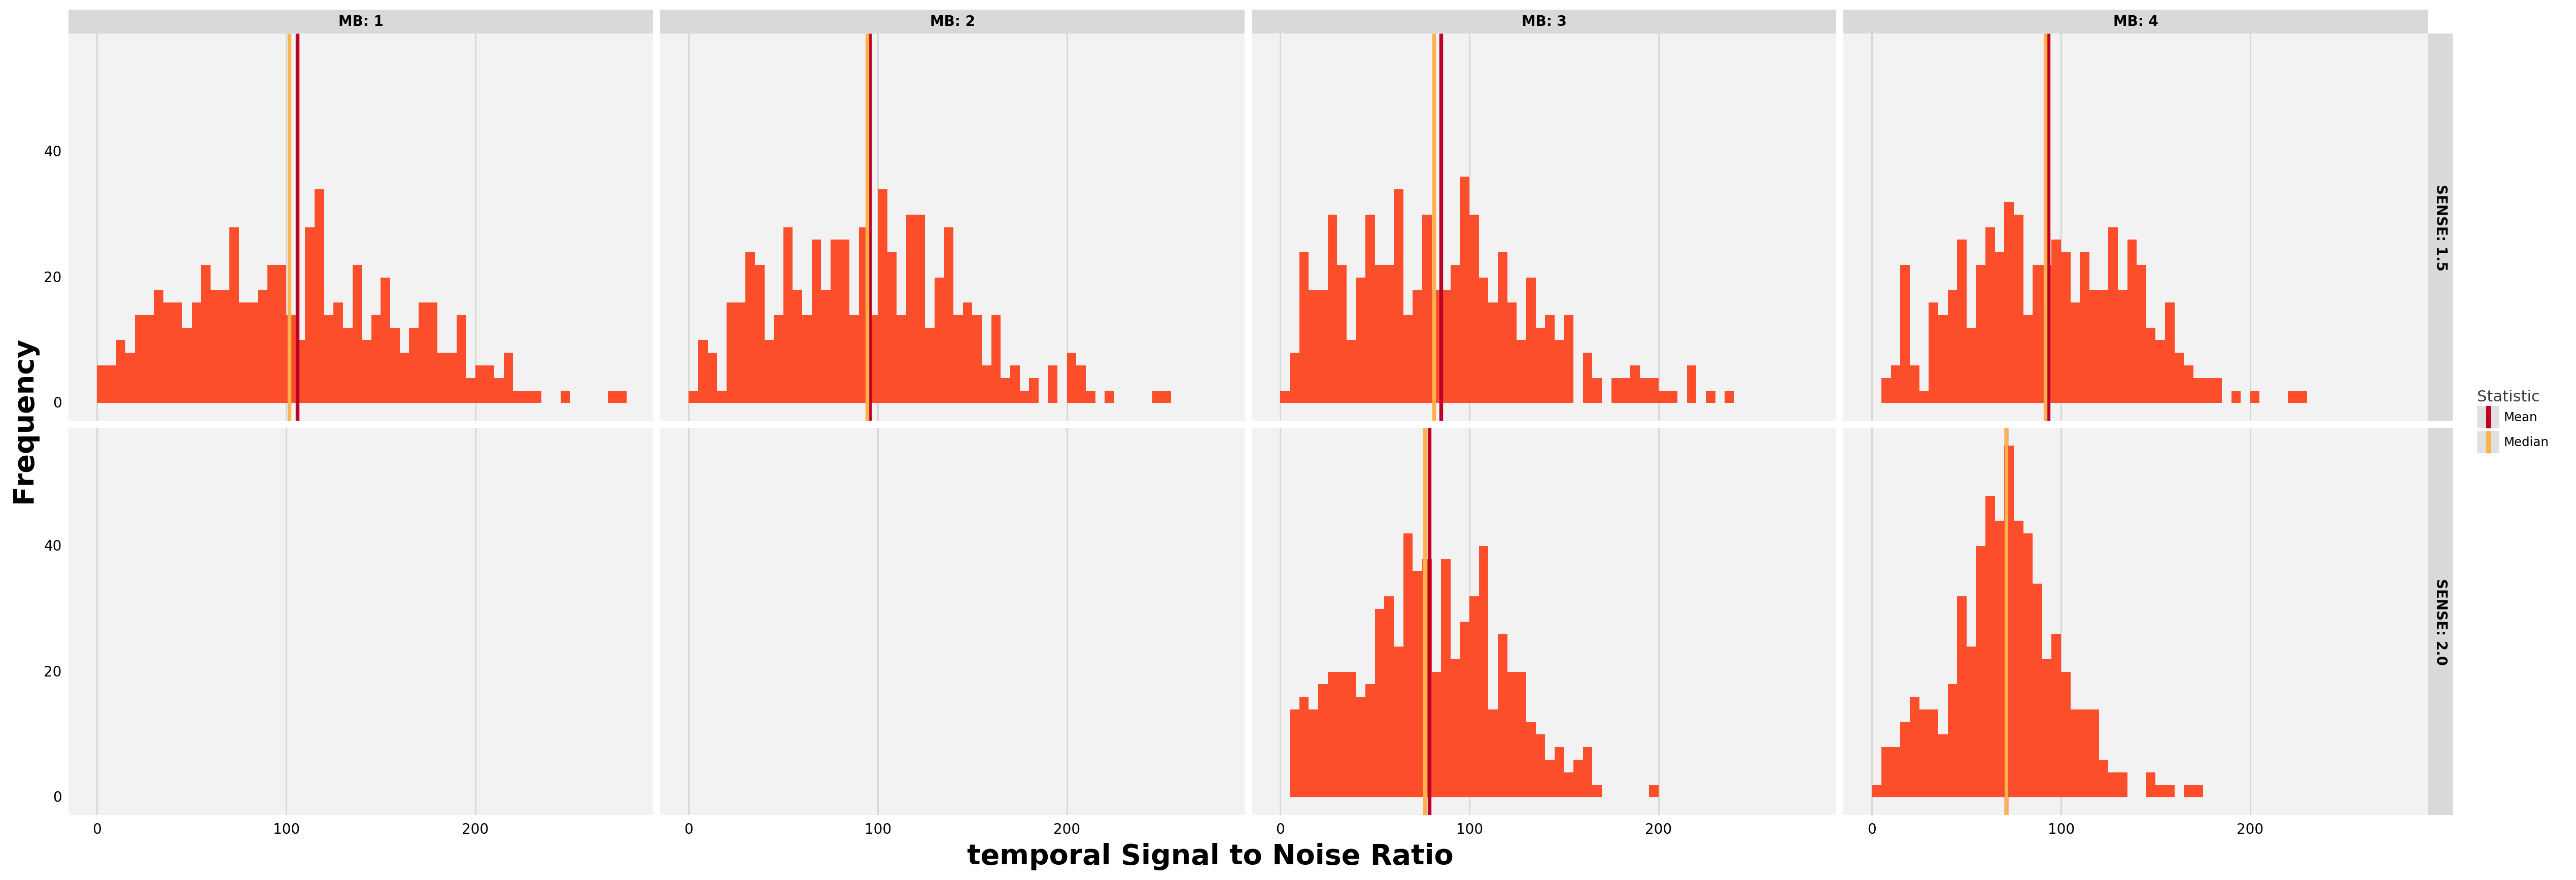 MB: 1
MB: 2
MB: 3
MB: 4
SENSE: 1.5
40
20
0
Frequency
Statistic
Mean
Median
SENSE: 2.0
40
20
0
0 100 200
0 100 200
0 100 200
0 100 200
temporal Signal to Noise Ratio